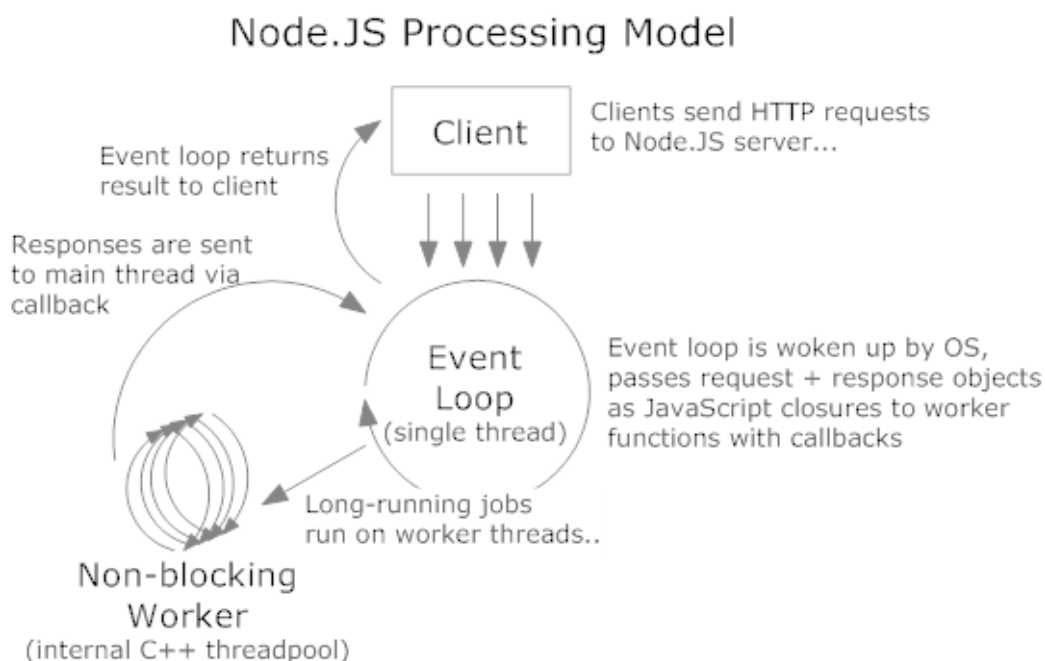 Node.JS Processing Model
Client
Clients send HTTP requests
to Node.JS server...
Event loop returns
result to client
Responses are sent
to main thread via
callback
Event
Loop
(single thread)
Event loop is woken up by OS,
passes request + response objects
as JavaScript closures to worker
functions with callbacks
Long-running jobs
run on worker threads..
Non-blocking
Worker
(internal C++ threadpool)